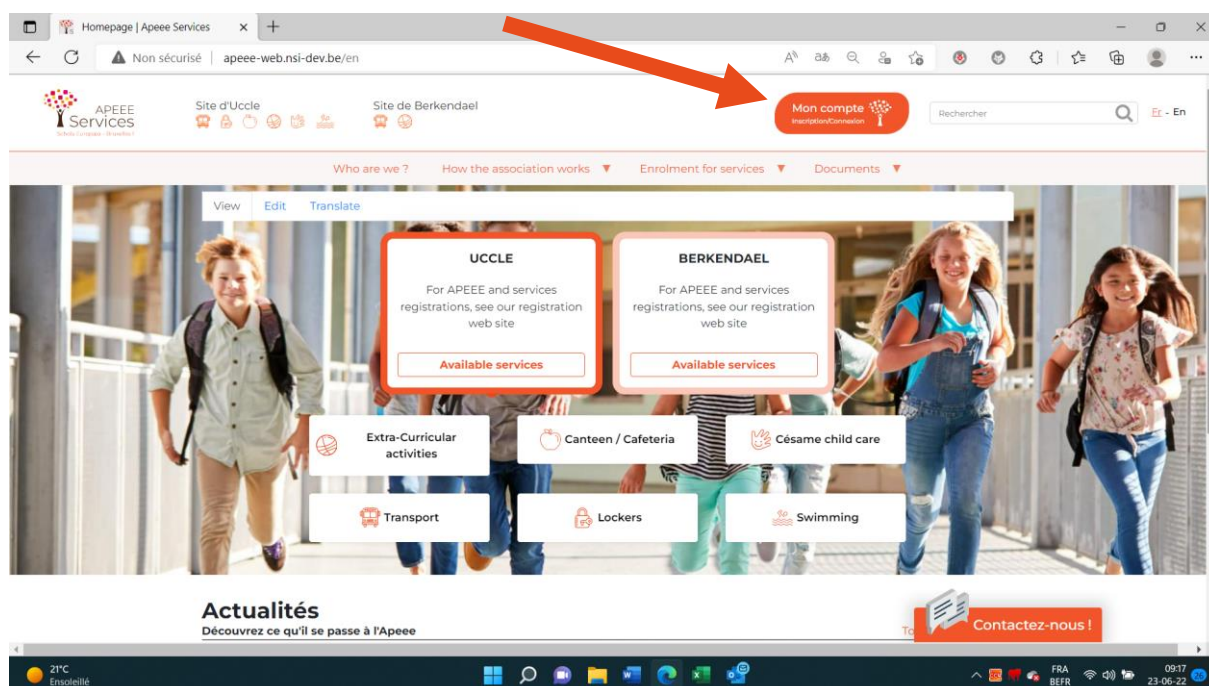 Homepage | Apeee Services
Non sécurisé
apeee-web.nsi-dev.be/en
APEEE
Services
Site d'Uccle
Site de Berkendael
Mon compte
Inscription/Connexion
Rechercher
Fr - En
Who are we ?
How the association works
Enrolment for services
Documents
View
Edit
Translate
UCCLE
For APEEE and services
registrations, see our registration
web site
Available services
BERKENDAEL
For APEEE and services
registrations, see our registration
web site
Available services
Extra-Curricular
activities
Canteen / Cafeteria
Césame child care
Transport
Lockers
Swimming
Actualités
Découvrez ce qu'il se passe à l'Apeee
Contactez-nous !
21°C
Ensoleillé
FRA
BEFR
09:17
23-06-22
26